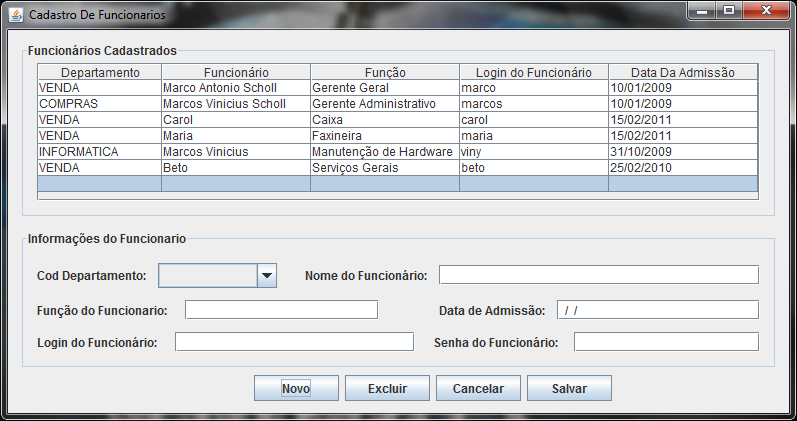 Cadastro De Funcionarios
Funcionários Cadastrados
Departamento Funcionário Função Login do Funcionário Data Da Admissão
VENDA Marco Antonio Scholl Gerente Geral marco 10/01/2009
COMPRAS Marcos Vinicius Scholl Gerente Administrativo marcos 10/01/2009
VENDA Carol Caixa carol 15/02/2011
VENDA Maria Faxineira maria 15/02/2011
INFORMATICA Marcos Vinicius Manutenção de Hardware viny 31/10/2009
VENDA Beto Serviços Gerais beto 25/02/2010
Informações do Funcionario
Cod Departamento: Nome do Funcionário:
Função do Funcionario: Data de Admissão: / /
Login do Funcionário: Senha do Funcionário:
Novo Excluir Cancelar Salvar